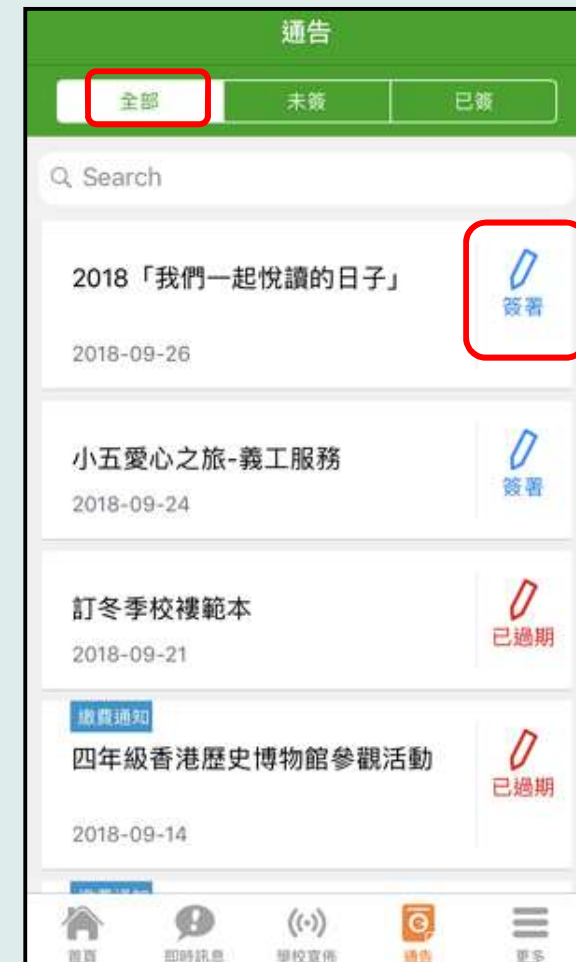 通告
全部 未簽 已簽
Search
2018「我們一起悅讀的日子」
簽署
2018-09-26
小五愛心之旅-義工服務
簽署
2018-09-24
訂冬季校褸範本
已過期
2018-09-21
繳費通知
四年級香港歷史博物館參觀活動
已過期
2018-09-14
首頁 即時訊息 學校宣佈 通告 更多